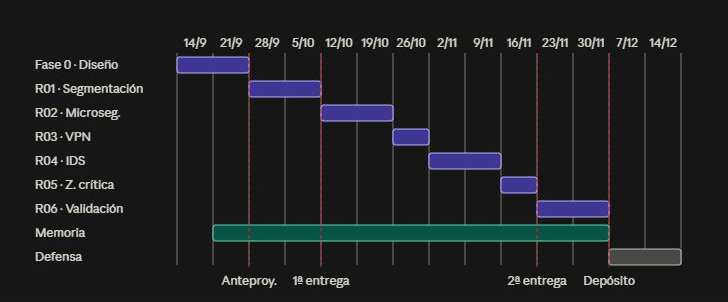 14/9 21/9 28/9 5/10 12/10 19/10 26/10 2/11 9/11 16/11 23/11 30/11 7/12 14/12
Fase 0 · Diseño
R01 · Segmentación
R02 · Microseg.
R03 · VPN
R04 · IDS
R05 · Z. crítica
R06 · Validación
Memoria
Defensa
Anteproy. 1ª entrega 2ª entrega Depósito